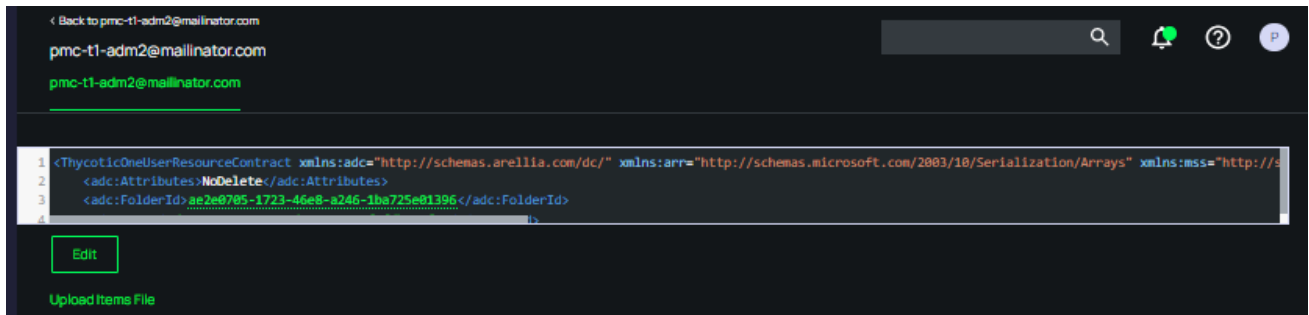 < Back to pmc-t1-adm2@mailinator.com
pmc-t1-adm2@mailinator.com
P
pmc-t1-adm2@mailinator.com
1 <ThycoticOneUserResourceContract xmlns:adc="http://schemas.arellia.com/dc/" xmlns:arr="http://schemas.microsoft.com/2003/10/Serialization/Arrays" xmlns:mss="http://s
2 <adc:Attributes>NoDelete</adc:Attributes>
3 <adc:FolderId>ae2e0705-1723-46e8-a246-1ba725e01396</adc:FolderId>
4
Edit
Upload Items File